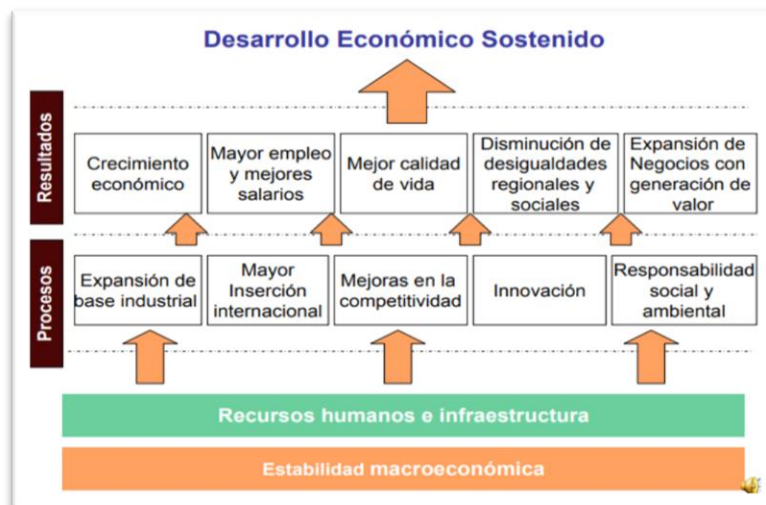 Desarrollo Económico Sostenido
Resultados
Crecimiento
económico
Mayor empleo
y mejores
salarios
Mejor calidad
de vida
Disminución de
desigualdades
regionales y
sociales
Expansión de
Negocios con
generación de
valor
Procesos
Expansión de
base industrial
Mayor
Inserción
internacional
Mejoras en la
competitividad
Innovación
Responsabilidad
social y
ambiental
Recursos humanos e infraestructura
Estabilidad macroeconómica